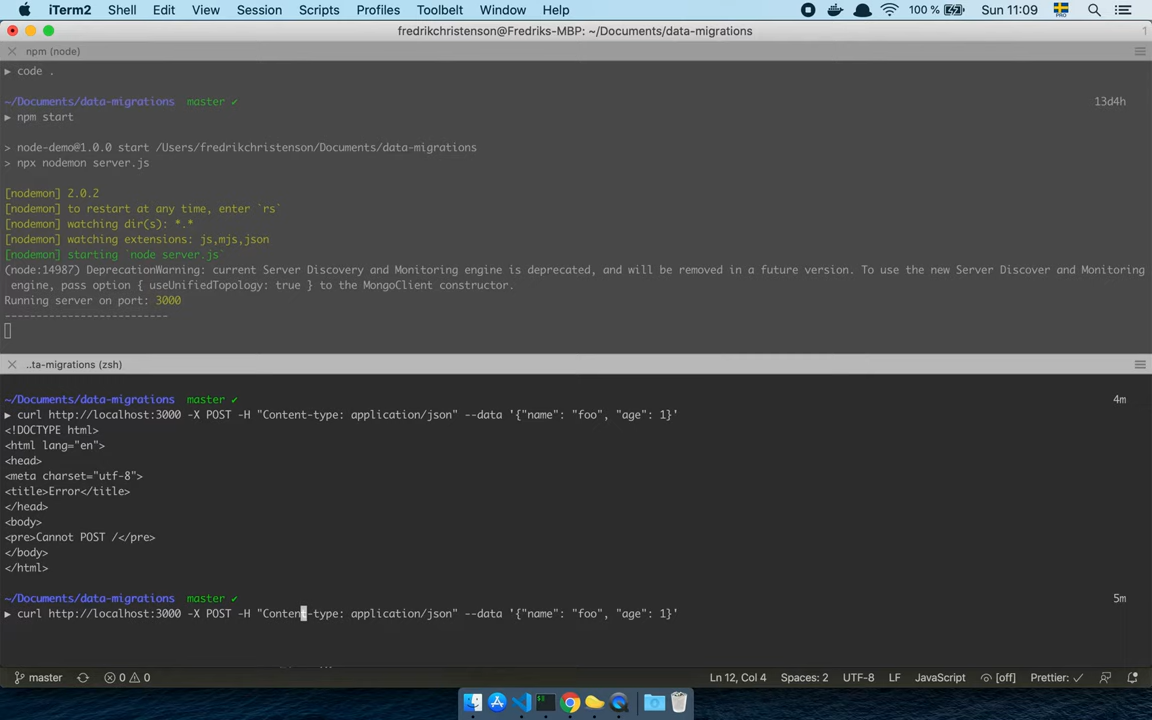 iTerm2 Shell Edit View Session Scripts Profiles Toolbelt Window Help 100 % Sun 11:09
fredrikchristenson@Fredriks-MBP: ~/Documents/data-migrations 1
npm (node)
▶ code .
~/Documents/data-migrations master ✔ 13d4h
▶ npm start
> node-demo@1.0.0 start /Users/fredrikchristenson/Documents/data-migrations
> npx nodemon server.js
[nodemon] 2.0.2
[nodemon] to restart at any time, enter `rs`
[nodemon] watching dir(s): *.*
[nodemon] watching extensions: js,mjs,json
[nodemon] starting `node server.js`
(node:14987) DeprecationWarning: current Server Discovery and Monitoring engine is deprecated, and will be removed in a future version. To use the new Server Discover and Monitoring
engine, pass option { useUnifiedTopology: true } to the MongoClient constructor.
Running server on port: 3000
--------------------------
..ta-migrations (zsh)
~/Documents/data-migrations master ✔ 4m
▶ curl http://localhost:3000 -X POST -H "Content-type: application/json" --data '{"name": "foo", "age": 1}'
<!DOCTYPE html>
<html lang="en">
<head>
<meta charset="utf-8">
<title>Error</title>
</head>
<body>
<pre>Cannot POST /</pre>
</body>
</html>
~/Documents/data-migrations master ✔ 5m
▶ curl http://localhost:3000 -X POST -H "Content-type: application/json" --data '{"name": "foo", "age": 1}'
master 0 0 Ln 12, Col 4 Spaces: 2 UTF-8 LF JavaScript [off] Prettier: ✓